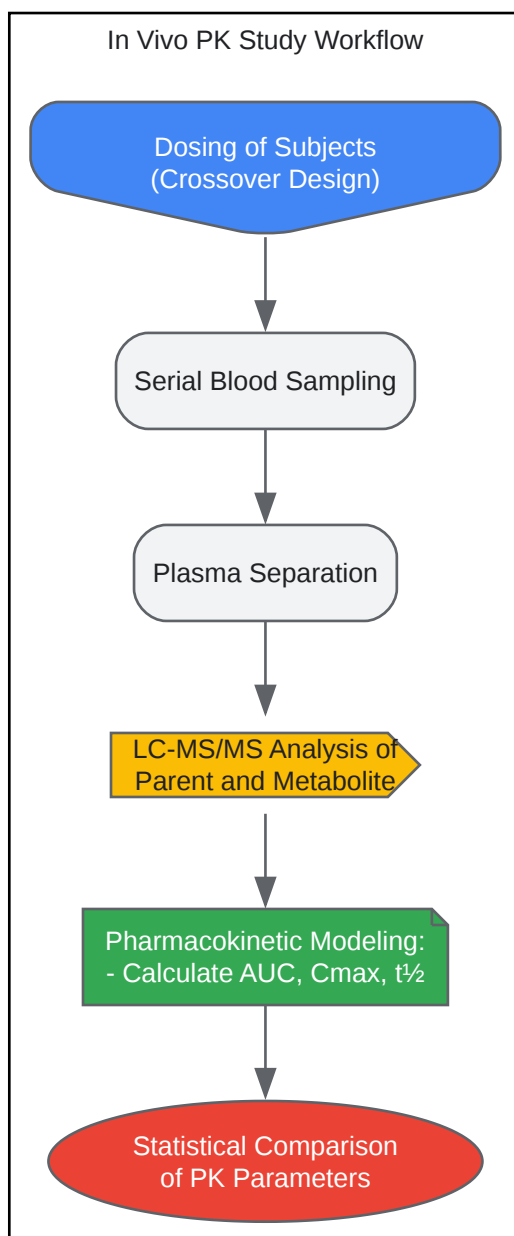 In Vivo PK Study Workflow
Dosing of Subjects
(Crossover Design)
Serial Blood Sampling
Plasma Separation
LC-MS/MS Analysis of
Parent and Metabolite
Pharmacokinetic Modeling:
- Calculate AUC, Cmax, t½
Statistical Comparison
of PK Parameters